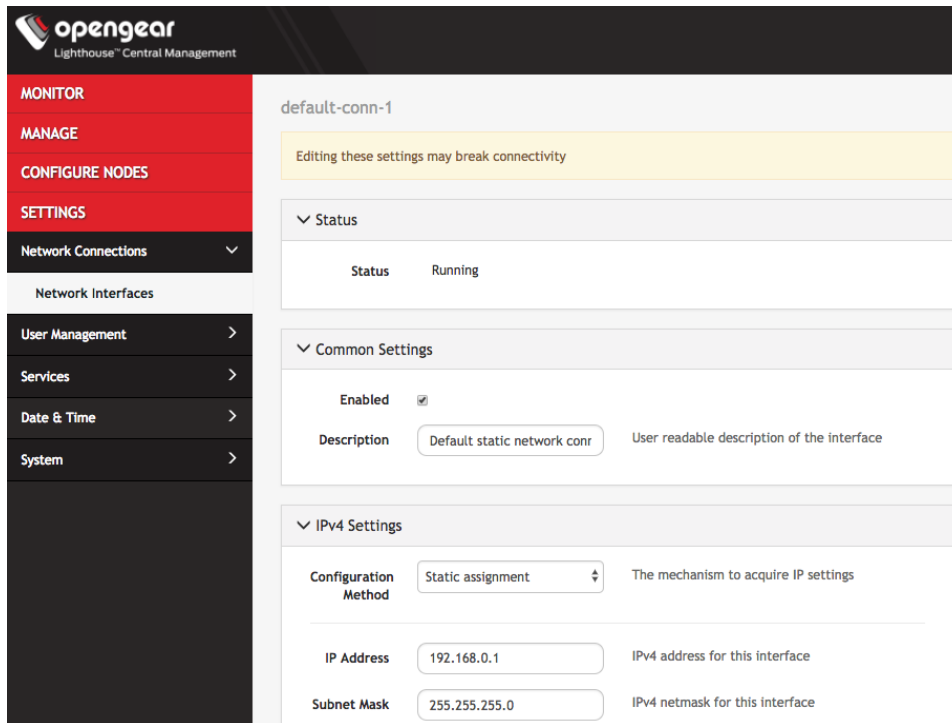 opengear
Lighthouse™ Central Management
MONITOR
MANAGE
CONFIGURE NODES
SETTINGS
Network Connections
Network Interfaces
User Management
Services
Date & Time
System
default-conn-1
Editing these settings may break connectivity
Status
Status Running
Common Settings
Enabled
Description Default static network conr User readable description of the interface
IPv4 Settings
Configuration Method Static assignment The mechanism to acquire IP settings
IP Address 192.168.0.1 IPv4 address for this interface
Subnet Mask 255.255.255.0 IPv4 netmask for this interface